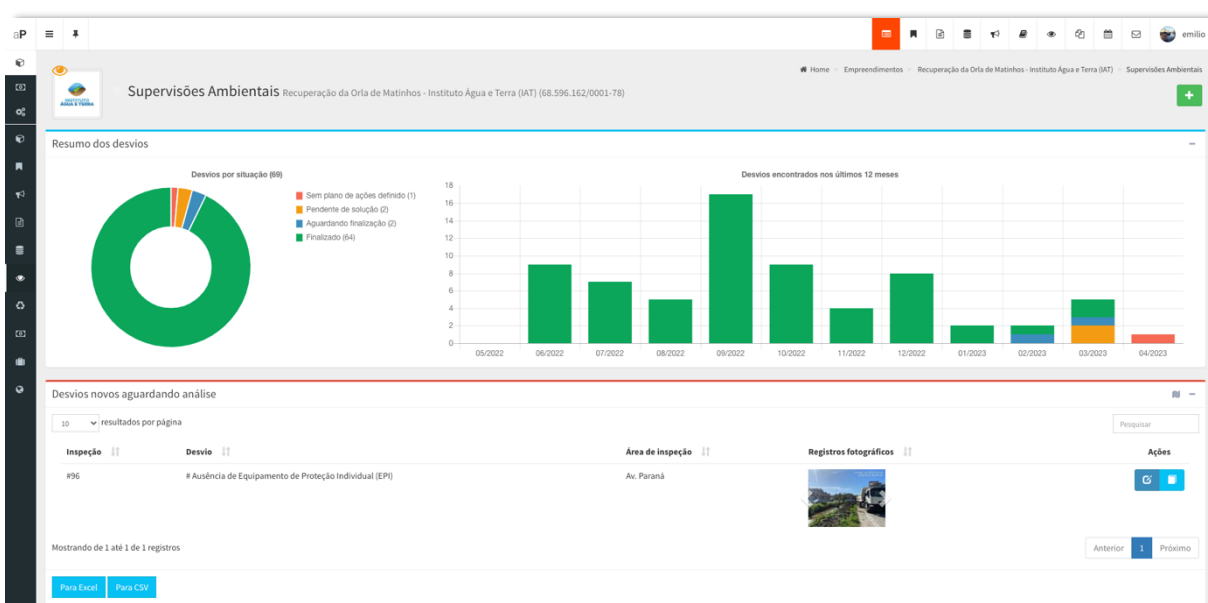 aP
emilio
Home
Empreendimentos
Recuperação da Orla de Matinhos - Instituto Água e Terra (IAT)
Supervisões Ambientais
INSTITUTO
ÁGUA E TERRA
Supervisões Ambientais Recuperação da Orla de Matinhos - Instituto Água e Terra (IAT) (68.596.162/0001-78)
Resumo dos desvios
Desvios por situação (69)
Sem plano de ações definido (1)
Pendente de solução (2)
Aguardando finalização (2)
Finalizado (64)
Desvios encontrados nos últimos 12 meses
18
16
14
12
10
8
6
4
2
0
05/2022 06/2022 07/2022 08/2022 09/2022 10/2022 11/2022 12/2022 01/2023 02/2023 03/2023 04/2023
Desvios novos aguardando análise
10 resultados por página
Pesquisar
Inspeção Desvio Área de inspeção Registros fotográficos Ações
#96 # Ausência de Equipamento de Proteção Individual (EPI) Av. Paraná
Mostrando de 1 até 1 de 1 registros
Anterior 1 Próximo
Para Excel Para CSV